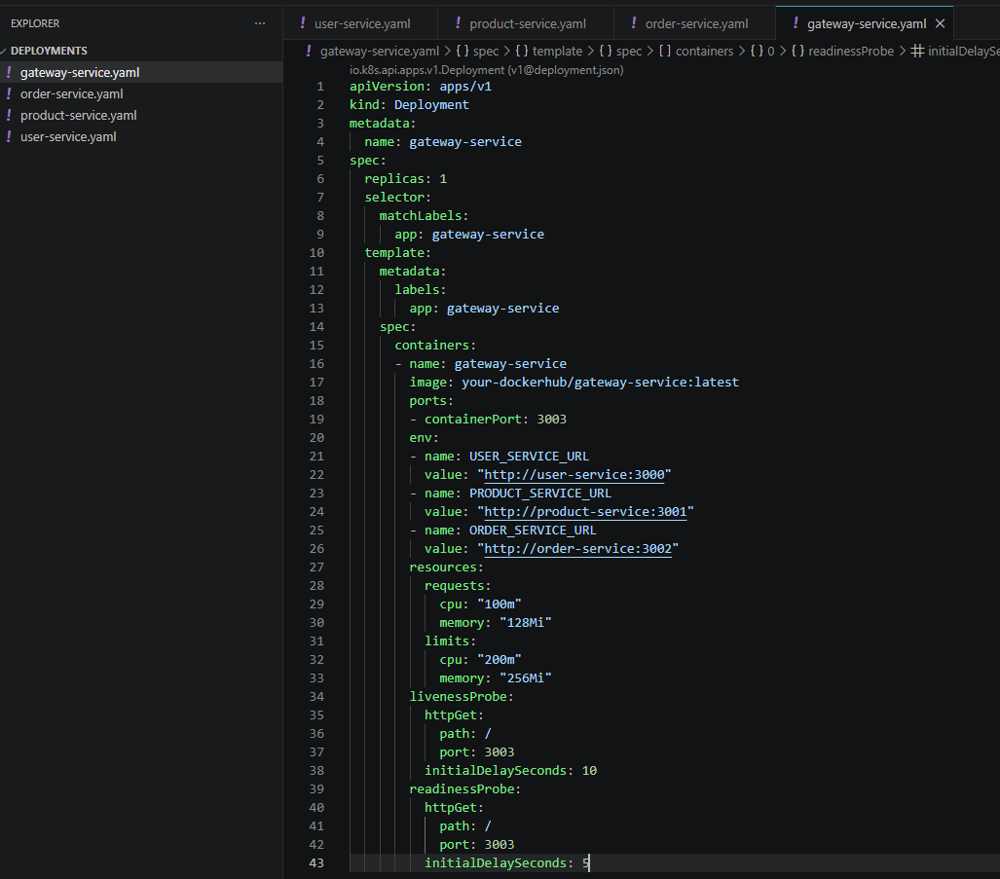 EXPLORER
...
DEPLOYMENTS
! gateway-service.yaml
! order-service.yaml
! product-service.yaml
! user-service.yaml
! user-service.yaml
! product-service.yaml
! order-service.yaml
! gateway-service.yaml ×
! gateway-service.yaml > {} spec > {} template > {} spec > [] containers > {} 0 > {} readinessProbe > # initialDelaySe
io.k8s.api.apps.v1.Deployment (v1@deployment.json)
1 apiVersion: apps/v1
2 kind: Deployment
3 metadata:
4   name: gateway-service
5 spec:
6   replicas: 1
7   selector:
8     matchLabels:
9       app: gateway-service
10   template:
11     metadata:
12       labels:
13         app: gateway-service
14     spec:
15       containers:
16       - name: gateway-service
17         image: your-dockerhub/gateway-service:latest
18         ports:
19         - containerPort: 3003
20         env:
21         - name: USER_SERVICE_URL
22           value: "http://user-service:3000"
23         - name: PRODUCT_SERVICE_URL
24           value: "http://product-service:3001"
25         - name: ORDER_SERVICE_URL
26           value: "http://order-service:3002"
27         resources:
28           requests:
29             cpu: "100m"
30             memory: "128Mi"
31           limits:
32             cpu: "200m"
33             memory: "256Mi"
34         livenessProbe:
35           httpGet:
36             path: /
37             port: 3003
38           initialDelaySeconds: 10
39         readinessProbe:
40           httpGet:
41             path: /
42             port: 3003
43           initialDelaySeconds: 5